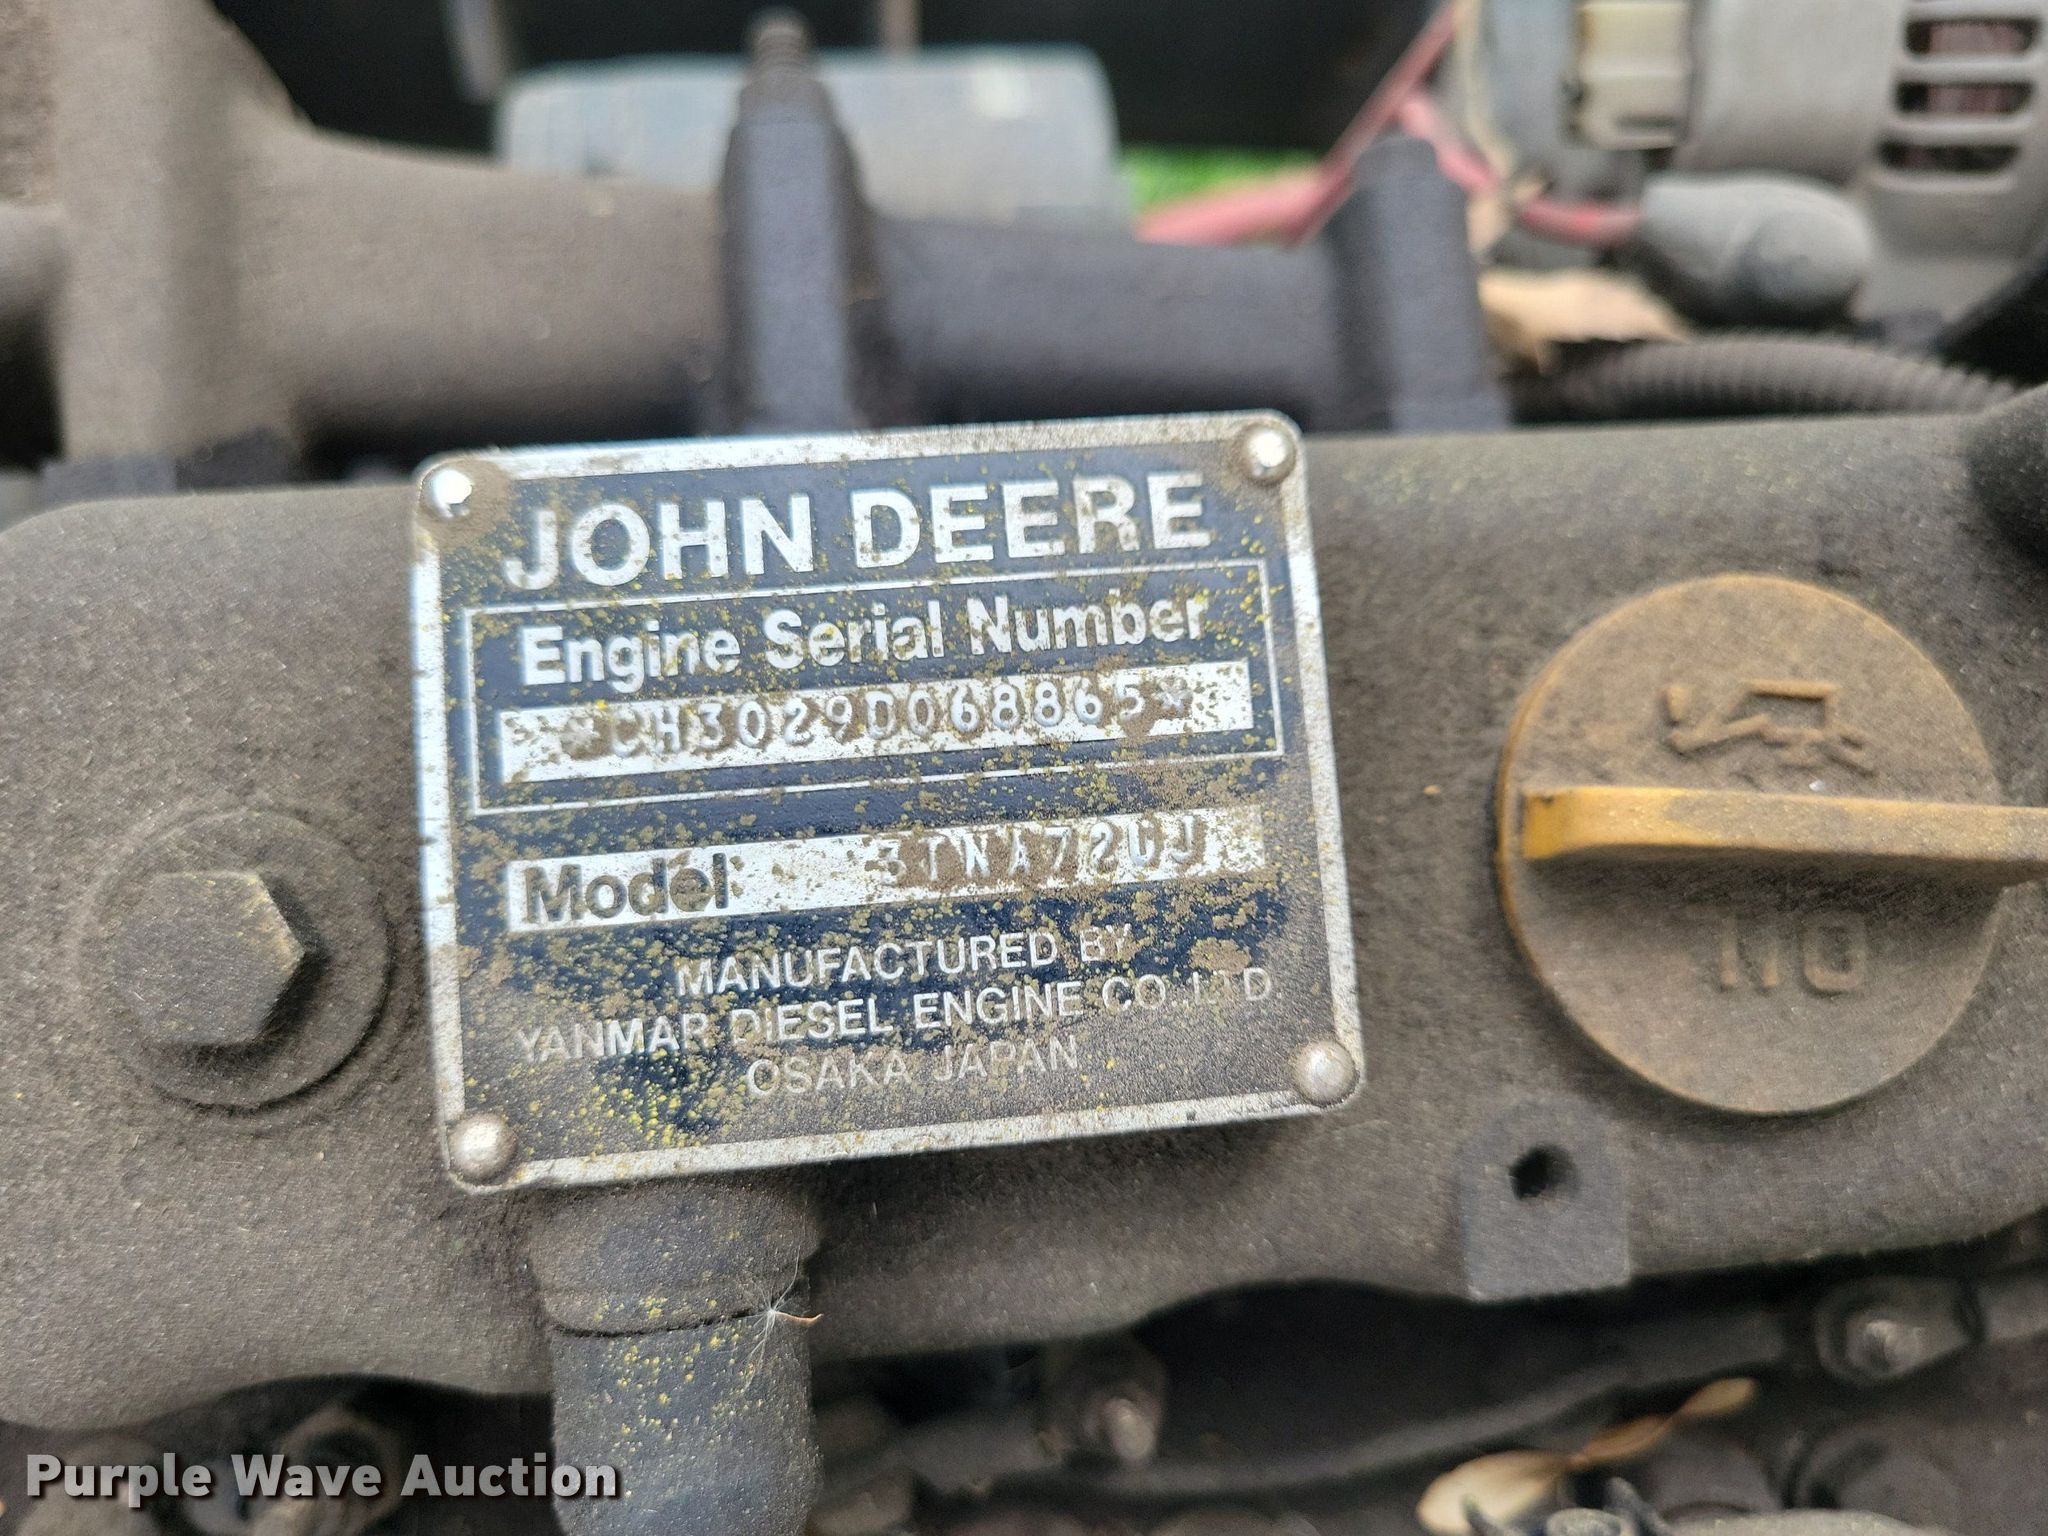 JOHN DEERE
Engine Serial Number
*CH3029D068865*
Model 3TNA72UJ
MANUFACTURED BY
YANMAR DIESEL ENGINE CO.,LTD.
OSAKA JAPAN
Purple Wave Auction